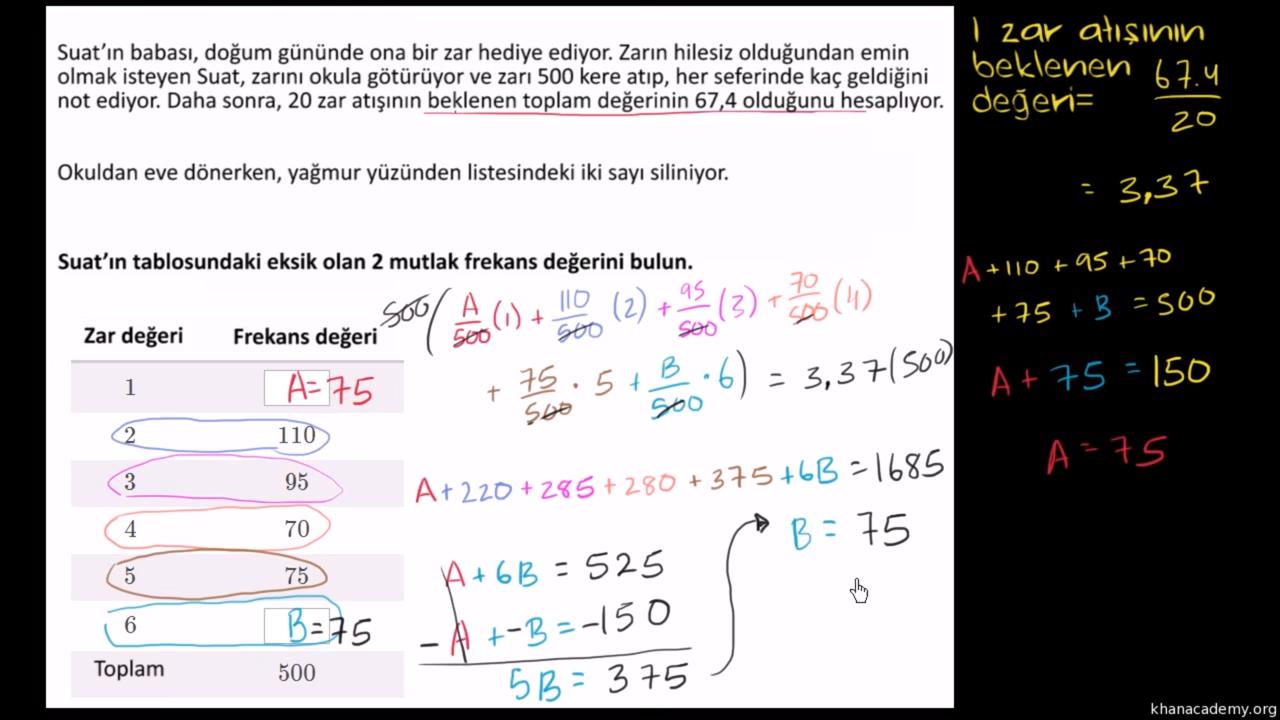 Suat'ın babası, doğum gününde ona bir zar hediye ediyor. Zarın hilesiz olduğundan emin
olmak isteyen Suat, zarını okula götürüyor ve zarı 500 kere atıp, her seferinde kaç geldiğini
not ediyor. Daha sonra, 20 zar atışının beklenen toplam değerinin 67,4 olduğunu hesaplıyor.
Okuldan eve dönerken, yağmur yüzünden listesindeki iki sayı siliniyor.
Suat'ın tablosundaki eksik olan 2 mutlak frekans değerini bulun.
Zar değeri Frekans değeri
1 A=75
2 110
3 95
4 70
5 75
6 B=75
Toplam 500
500(A/500(1)+110/500(2)+95/500(3)+70/500(4)
+75/500·5+B/500·6)=3,37(500)
A+220+285+280+375+6B=1685
A+6B=525
-A+-B=-150
5B=375
B=75
1 zar atışının
beklenen
değeri= 67.4/20
=3,37
A+110+95+70
+75+B=500
A+75=150
A=75
khanacademy.org